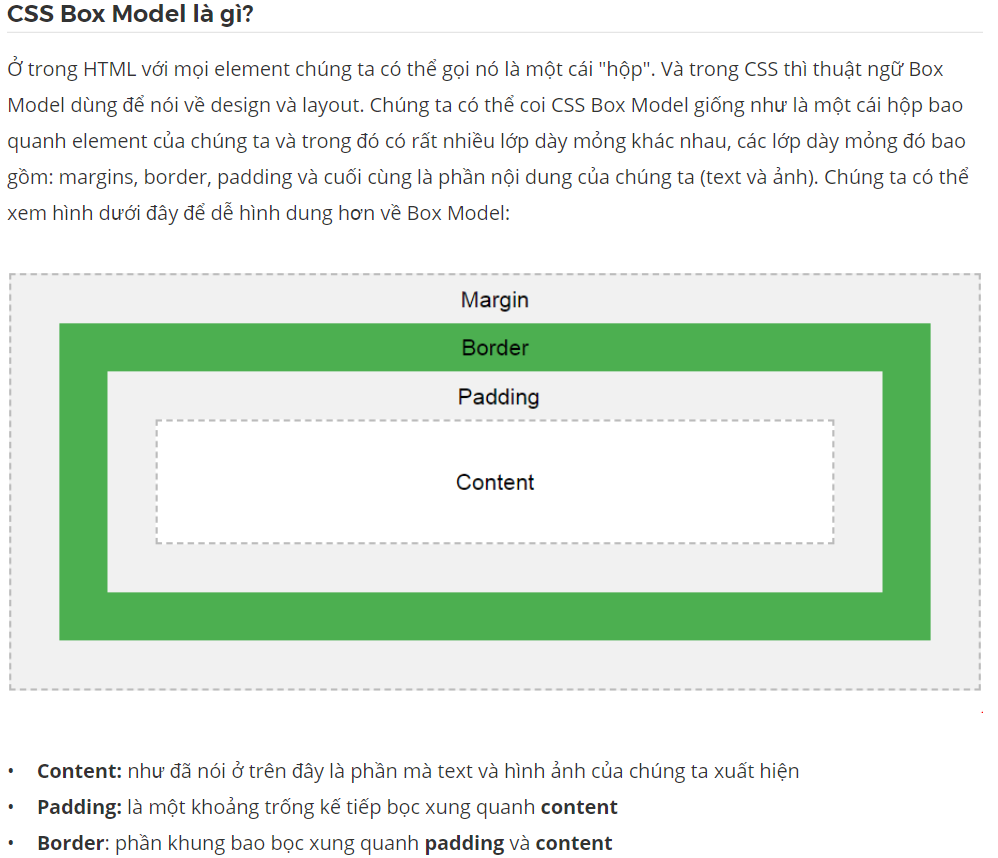 CSS Box Model là gì?
Ở trong HTML với mọi element chúng ta có thể gọi nó là một cái "hộp". Và trong CSS thì thuật ngữ Box
Model dùng để nói về design và layout. Chúng ta có thể coi CSS Box Model giống như là một cái hộp bao
quanh element của chúng ta và trong đó có rất nhiều lớp dày mỏng khác nhau, các lớp dày mỏng đó bao
gồm: margins, border, padding và cuối cùng là phần nội dung của chúng ta (text và ảnh). Chúng ta có thể
xem hình dưới đây để dễ hình dung hơn về Box Model:
Margin
Border
Padding
Content
• Content: như đã nói ở trên đây là phần mà text và hình ảnh của chúng ta xuất hiện
• Padding: là một khoảng trống kế tiếp bọc xung quanh content
• Border: phần khung bao bọc xung quanh padding và content